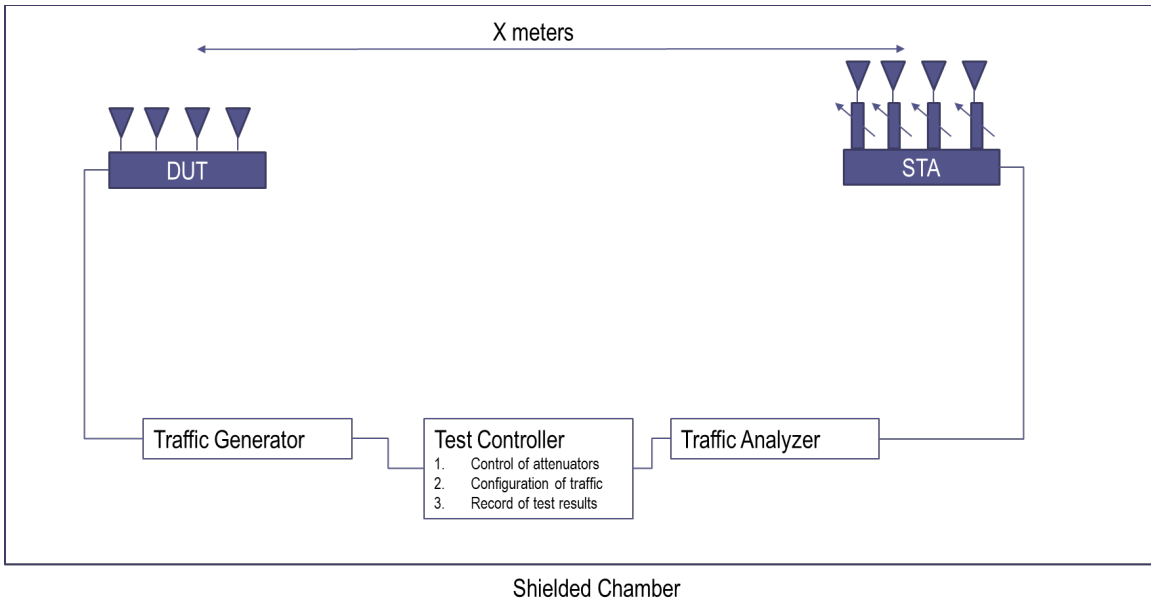 X meters
DUT
STA
Traffic Generator
Test Controller
1. Control of attenuators
2. Configuration of traffic
3. Record of test results
Traffic Analyzer
Shielded Chamber